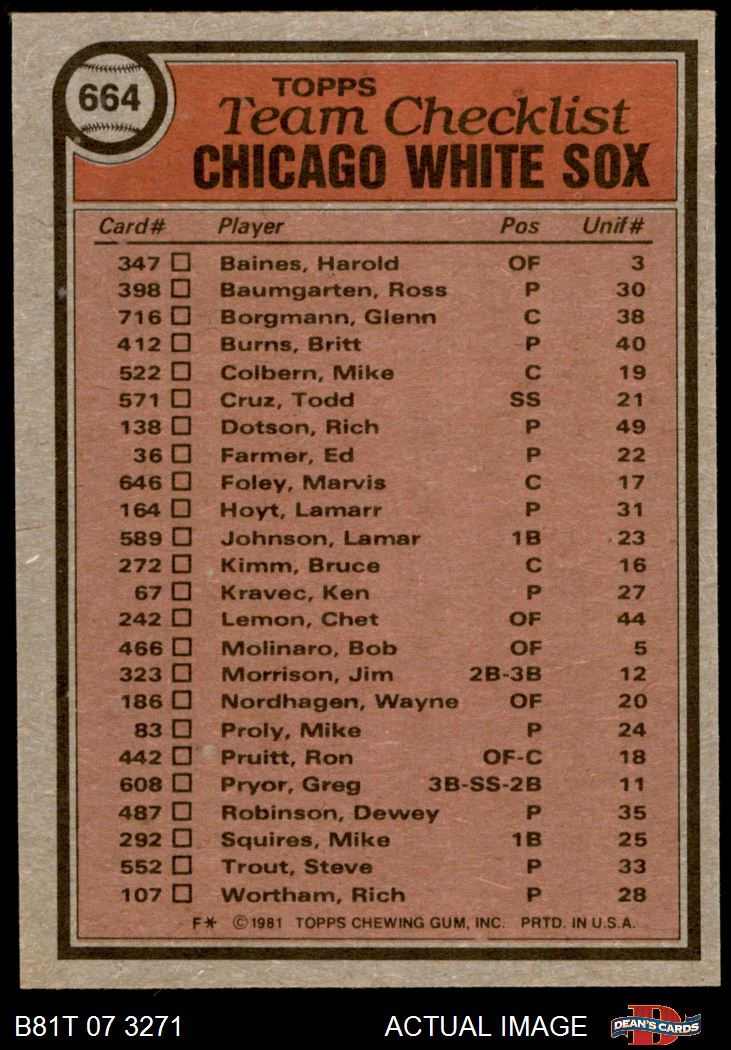 664
TOPPS
Team Checklist
CHICAGO WHITE SOX
Card# Player Pos Unif#
347 Baines, Harold OF 3
398 Baumgarten, Ross P 30
716 Borgmann, Glenn C 38
412 Burns, Britt P 40
522 Colbern, Mike C 19
571 Cruz, Todd SS 21
138 Dotson, Rich P 49
36 Farmer, Ed P 22
646 Foley, Marvis C 17
164 Hoyt, Lamarr P 31
589 Johnson, Lamar 1B 23
272 Kimm, Bruce C 16
67 Kravec, Ken P 27
242 Lemon, Chet OF 44
466 Molinaro, Bob OF 5
323 Morrison, Jim 2B-3B 12
186 Nordhagen, Wayne OF 20
83 Proly, Mike P 24
442 Pruitt, Ron OF-C 18
608 Pryor, Greg 3B-SS-2B 11
487 Robinson, Dewey P 35
292 Squires, Mike 1B 25
552 Trout, Steve P 33
107 Wortham, Rich P 28
F* ©1981 TOPPS CHEWING GUM, INC. PRTD. IN U.S.A.
B81T 07 3271 ACTUAL IMAGE
D
DEAN'S CARDS